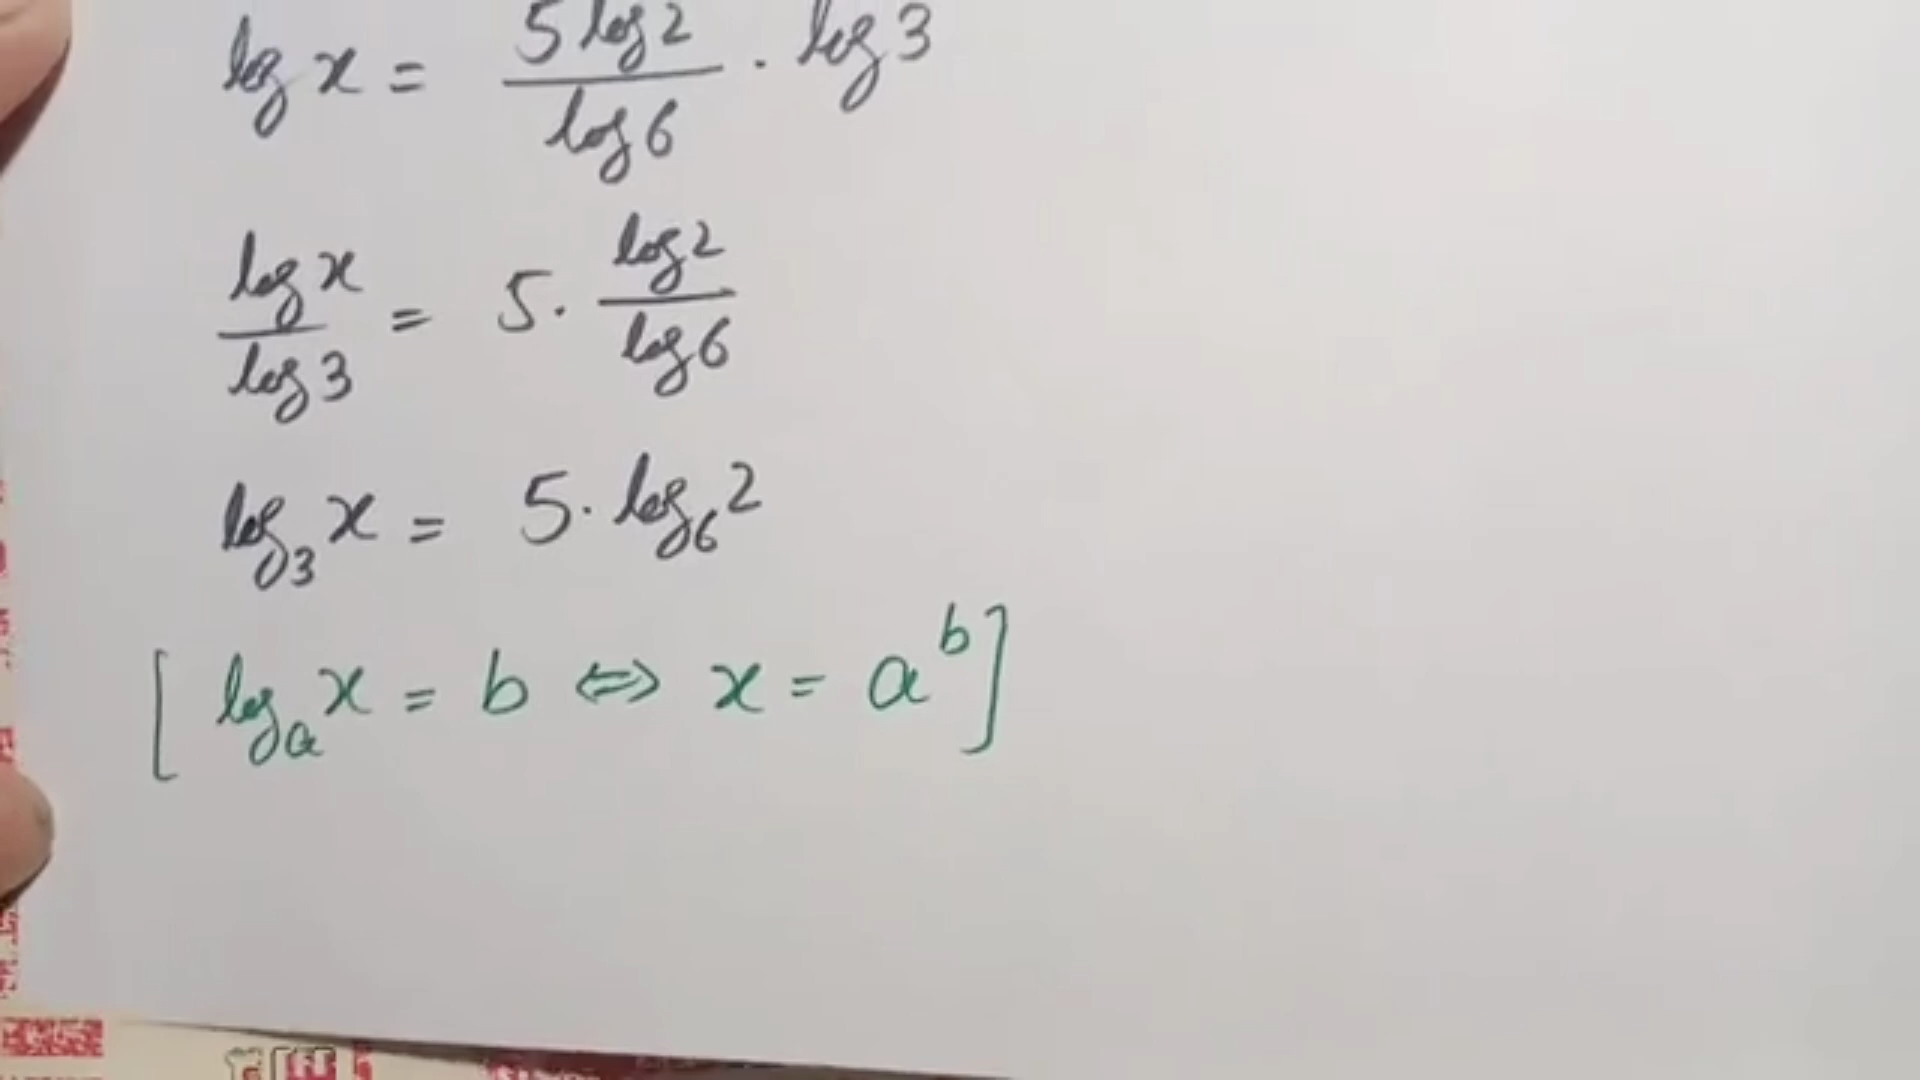 log x = 5 log 2 / log 6 · log 3
log x / log 3 = 5 · log 2 / log 6
log₃ x = 5 · log₆ 2
[ logₐ x = b ⇔ x = aᵇ ]